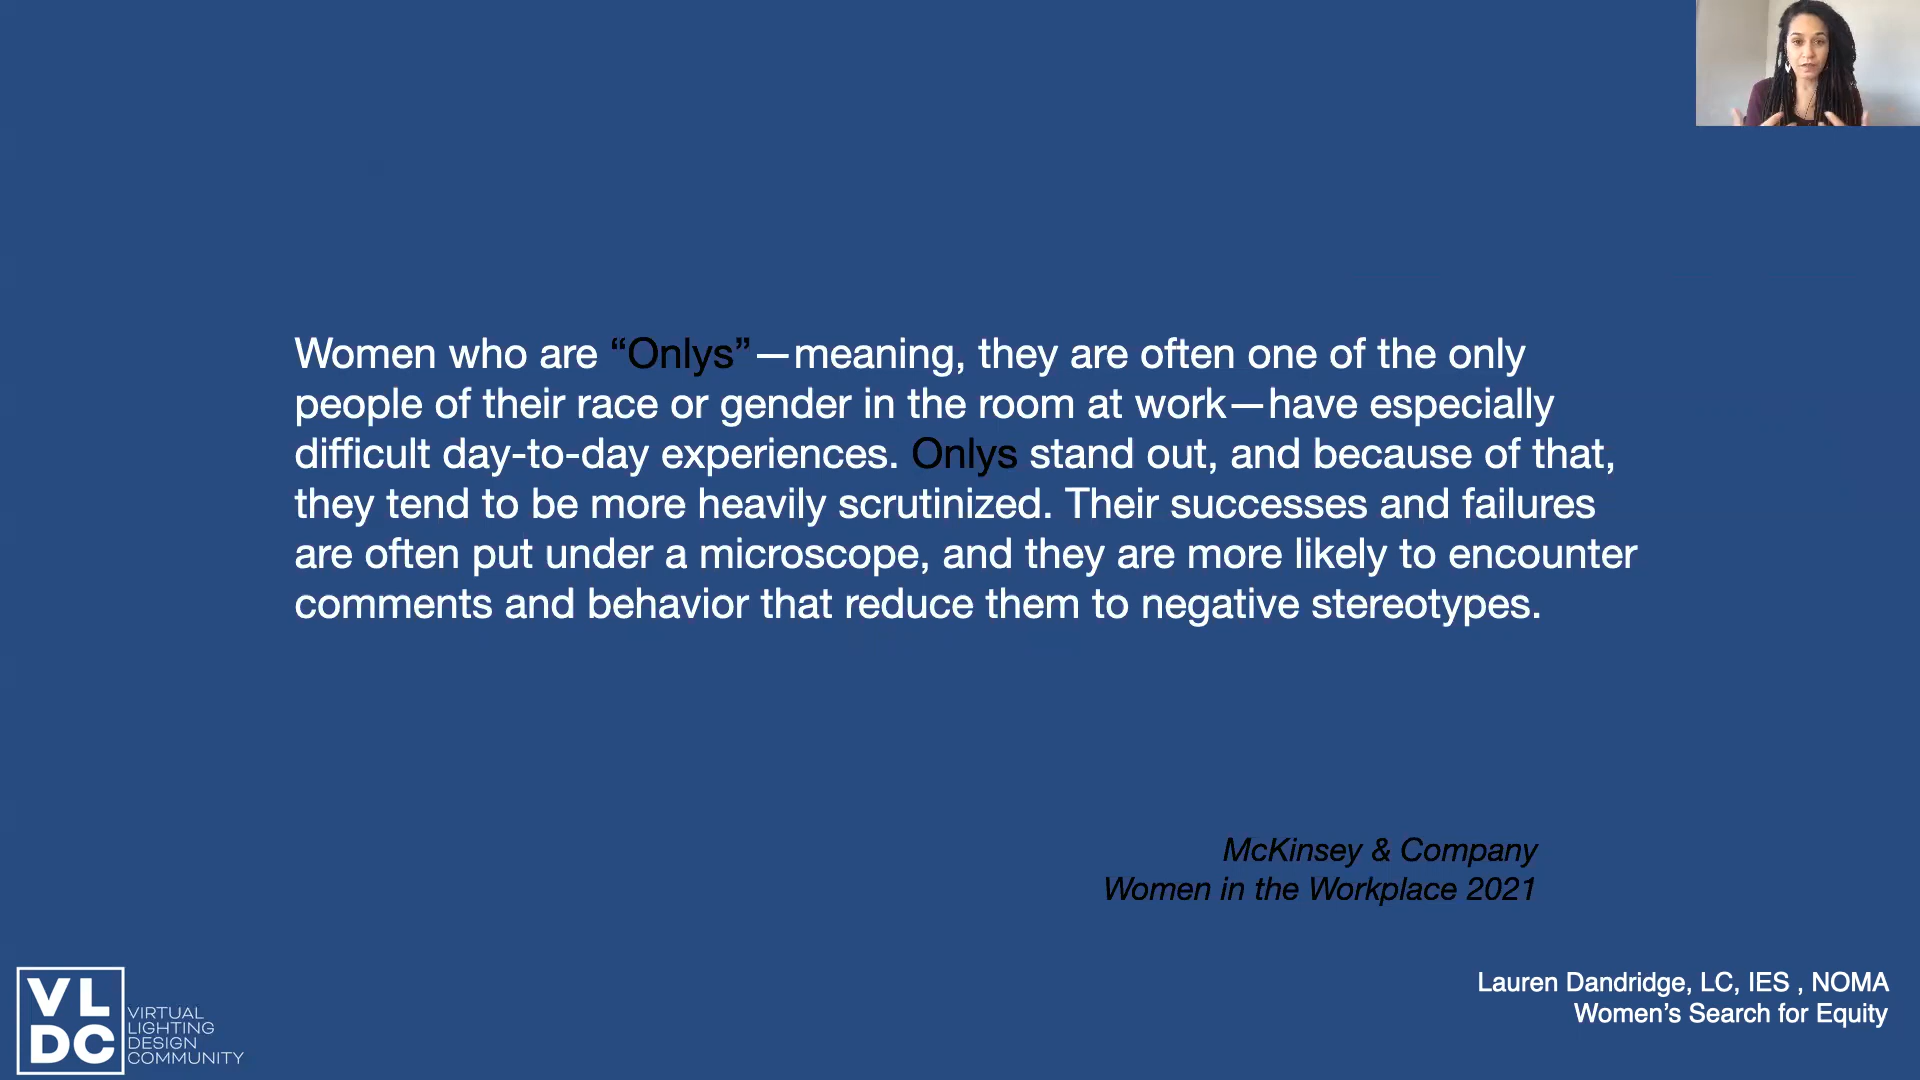 Women who are “Onlys”—meaning, they are often one of the only
people of their race or gender in the room at work—have especially
difficult day-to-day experiences. Onlys stand out, and because of that,
they tend to be more heavily scrutinized. Their successes and failures
are often put under a microscope, and they are more likely to encounter
comments and behavior that reduce them to negative stereotypes.
McKinsey & Company
Women in the Workplace 2021
Lauren Dandridge, LC, IES , NOMA
Women’s Search for Equity
VL
DC
VIRTUAL
LIGHTING
DESIGN
COMMUNITY